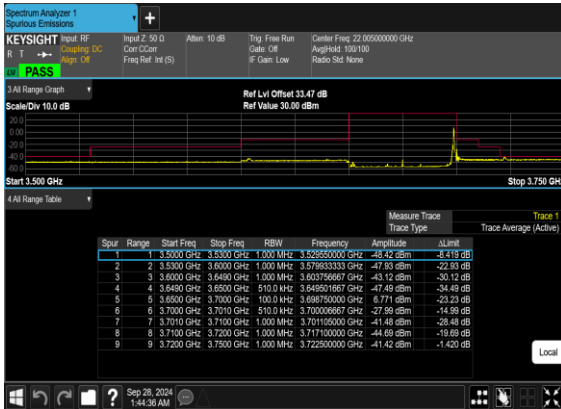 Spectrum Analyzer 1
Spurious Emissions
KEYSIGHT Input: RF Input Z: 50 Ω Atten: 10 dB Trig: Free Run Center Freq: 22.005000000 GHz
R T Coupling: DC Corr CCorr Gate: Off Avg|Hold: 100/100
Align: Off Freq Ref: Int (S) IF Gain: Low Radio Std: None
PASS
3 All Range Graph Ref Lvl Offset 33.47 dB
Scale/Div 10.0 dB Ref Value 30.00 dBm
20.0
0.00
-20.0
-40.0
-60.0
Start 3.500 GHz Stop 3.750 GH
4 All Range Table
Measure Trace Trace 1
Trace Type Trace Average (Active)
Spur Range Start Freq Stop Freq RBW Frequency Amplitude ΔLimit
1 1 3.5000 GHz 3.5300 GHz 1.000 MHz 3.529550000 GHz -48.42 dBm -8.419 dB
2 2 3.5300 GHz 3.6000 GHz 1.000 MHz 3.579933333 GHz -47.93 dBm -22.93 dB
3 3 3.6000 GHz 3.6490 GHz 1.000 MHz 3.603756667 GHz -43.12 dBm -30.12 dB
4 4 3.6490 GHz 3.6500 GHz 510.0 kHz 3.649501667 GHz -47.49 dBm -34.49 dB
5 5 3.6500 GHz 3.7000 GHz 100.0 kHz 3.698750000 GHz 6.771 dBm -23.23 dB
6 6 3.7000 GHz 3.7010 GHz 510.0 kHz 3.700006667 GHz -27.99 dBm -14.99 dB
7 7 3.7010 GHz 3.7100 GHz 1.000 MHz 3.701105000 GHz -41.48 dBm -28.48 dB
8 8 3.7100 GHz 3.7200 GHz 1.000 MHz 3.717100000 GHz -44.69 dBm -19.69 dB
9 9 3.7200 GHz 3.7500 GHz 1.000 MHz 3.722500000 GHz -41.42 dBm -1.420 dB
Local
Sep 28, 2024
1:44:36 AM